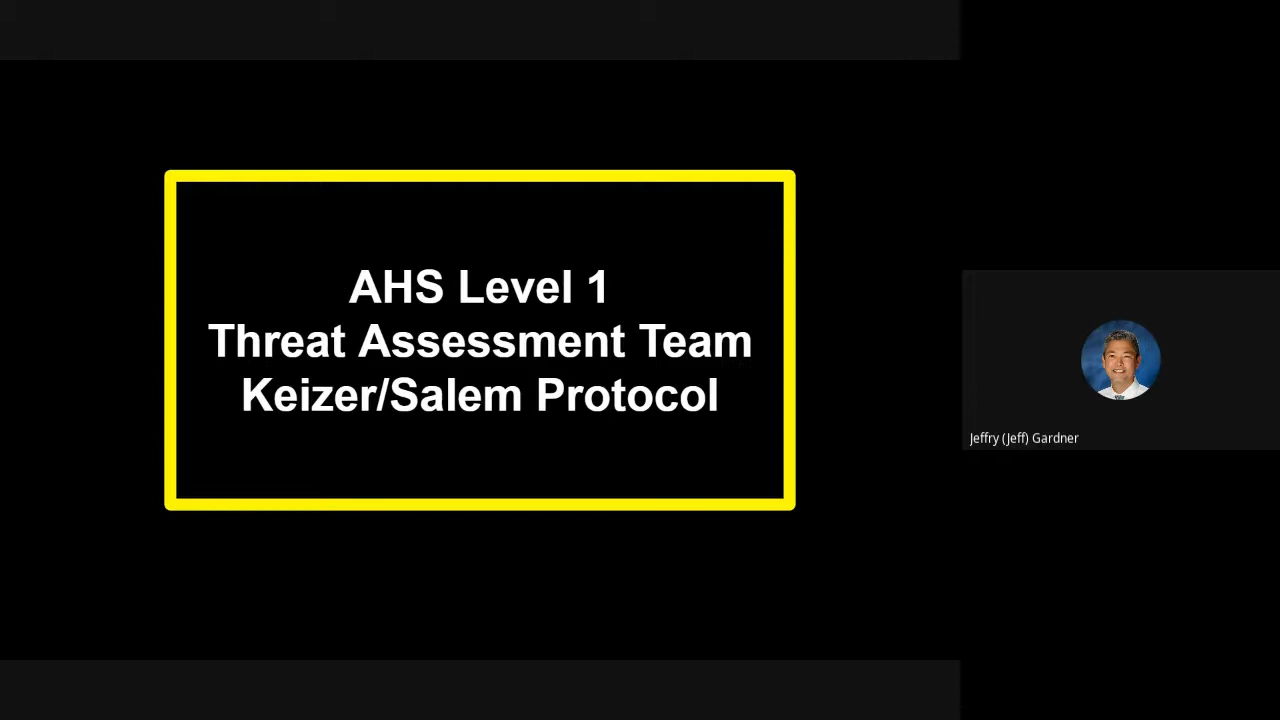 AHS Level 1
Threat Assessment Team
Keizer/Salem Protocol
Jeffry (Jeff) Gardner